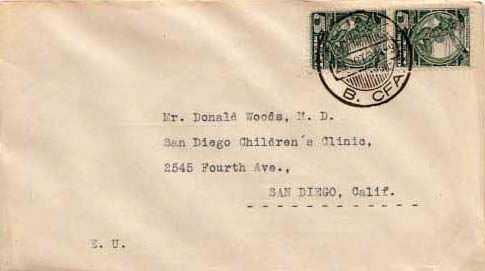 B. CFA
Mr. Donald Woods, M. D.
San Diego Children's Clinic,
2545 Fourth Ave.,
SAN DIEGO, Calif.
E. U.